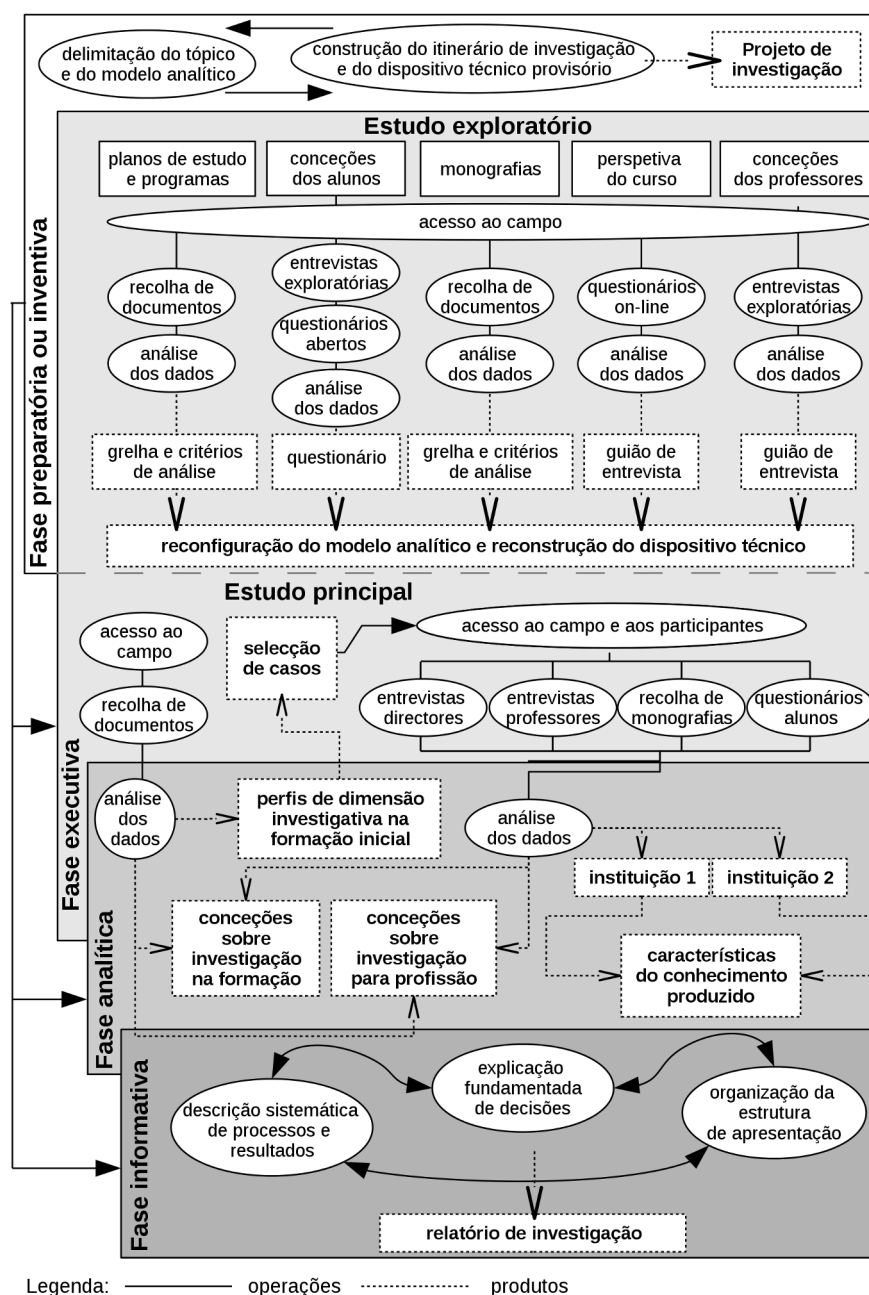 delimitação do tópico
e do modelo analítico
construção do itinerário de investigação
e do dispositivo técnico provisório
Projeto de
investigação
Fase preparatória ou inventiva
Estudo exploratório
planos de estudo
e programas
conceções
dos alunos
monografias
perspetiva
do curso
conceções
dos professores
acesso ao campo
recolha de
documentos
análise
dos dados
entrevistas
exploratórias
questionários
abertos
análise
dos dados
recolha de
documentos
análise
dos dados
questionários
on-line
análise
dos dados
entrevistas
exploratórias
análise
dos dados
grelha e critérios
de análise
questionário
grelha e critérios
de análise
guião de
entrevista
guião de
entrevista
reconfiguração do modelo analítico e reconstrução do dispositivo técnico
Fase executiva
Estudo principal
acesso ao
campo
recolha de
documentos
selecção
de casos
acesso ao campo e aos participantes
entrevistas
directores
entrevistas
professores
recolha de
monografias
questionários
alunos
Fase analítica
análise
dos
dados
perfis de dimensão
investigativa na
formação inicial
análise
dos dados
instituição 1
instituição 2
conceções
sobre
investigação
na formação
conceções
sobre
investigação
para profissão
características
do conhecimento
produzido
Fase informativa
descrição sistemática
de processos e
resultados
explicação
fundamentada
de decisões
organização da
estrutura
de apresentação
relatório de investigação
Legenda: operações produtos